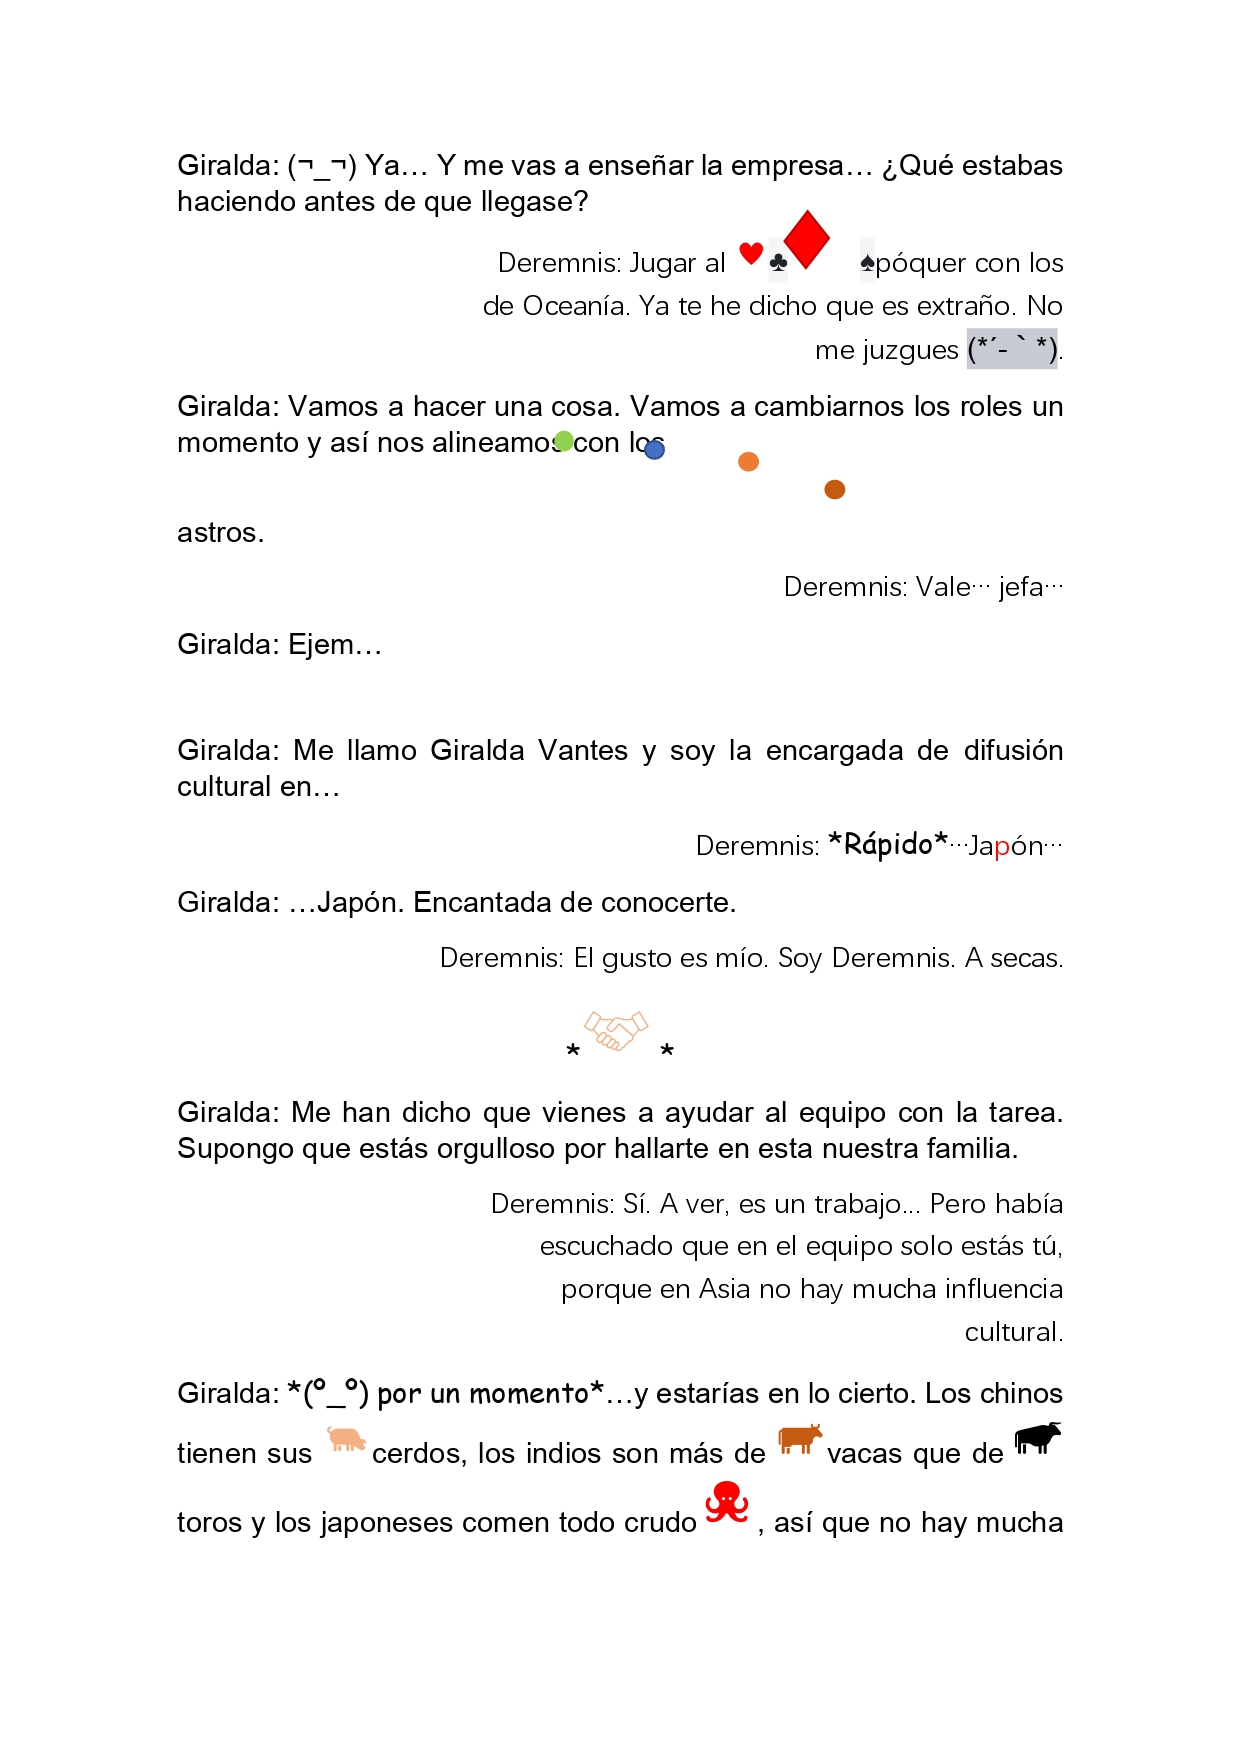 Giralda: (¬_¬) Ya… Y me vas a enseñar la empresa… ¿Qué estabas
haciendo antes de que llegase?
Deremnis: Jugar al ♥♣♦ ♠póquer con los
de Oceanía. Ya te he dicho que es extraño. No
me juzgues (*´-｀*).
Giralda: Vamos a hacer una cosa. Vamos a cambiarnos los roles un
momento y así nos alineamos con los
astros.
Deremnis: Vale… jefa…
Giralda: Ejem…
Giralda: Me llamo Giralda Vantes y soy la encargada de difusión
cultural en…
Deremnis: *Rápido*…Japón…
Giralda: …Japón. Encantada de conocerte.
Deremnis: El gusto es mío. Soy Deremnis. A secas.
* *
Giralda: Me han dicho que vienes a ayudar al equipo con la tarea.
Supongo que estás orgulloso por hallarte en esta nuestra familia.
Deremnis: Sí. A ver, es un trabajo... Pero había
escuchado que en el equipo solo estás tú,
porque en Asia no hay mucha influencia
cultural.
Giralda: *(º_º) por un momento*…y estarías en lo cierto. Los chinos
tienen sus cerdos, los indios son más de vacas que de
toros y los japoneses comen todo crudo , así que no hay mucha